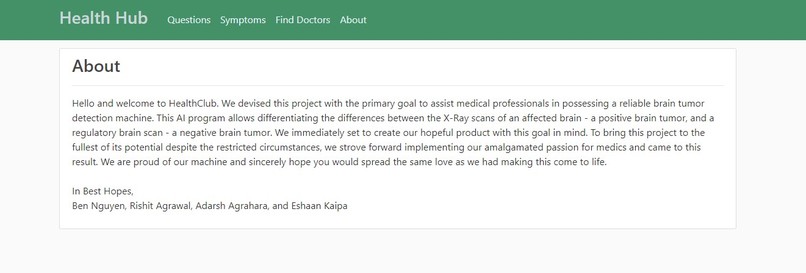 Health Hub Questions Symptoms Find Doctors About
About
Hello and welcome to HealthClub. We devised this project with the primary goal to assist medical professionals in possessing a reliable brain tumor
detection machine. This AI program allows differentiating the differences between the X-Ray scans of an affected brain - a positive brain tumor, and a
regulatory brain scan - a negative brain tumor. We immediately set to create our hopeful product with this goal in mind. To bring this project to the
fullest of its potential despite the restricted circumstances, we strove forward implementing our amalgamated passion for medics and came to this
result. We are proud of our machine and sincerely hope you would spread the same love as we had making this come to life.
In Best Hopes,
Ben Nguyen, Rishit Agrawal, Adarsh Agrahara, and Eshaan Kaipa